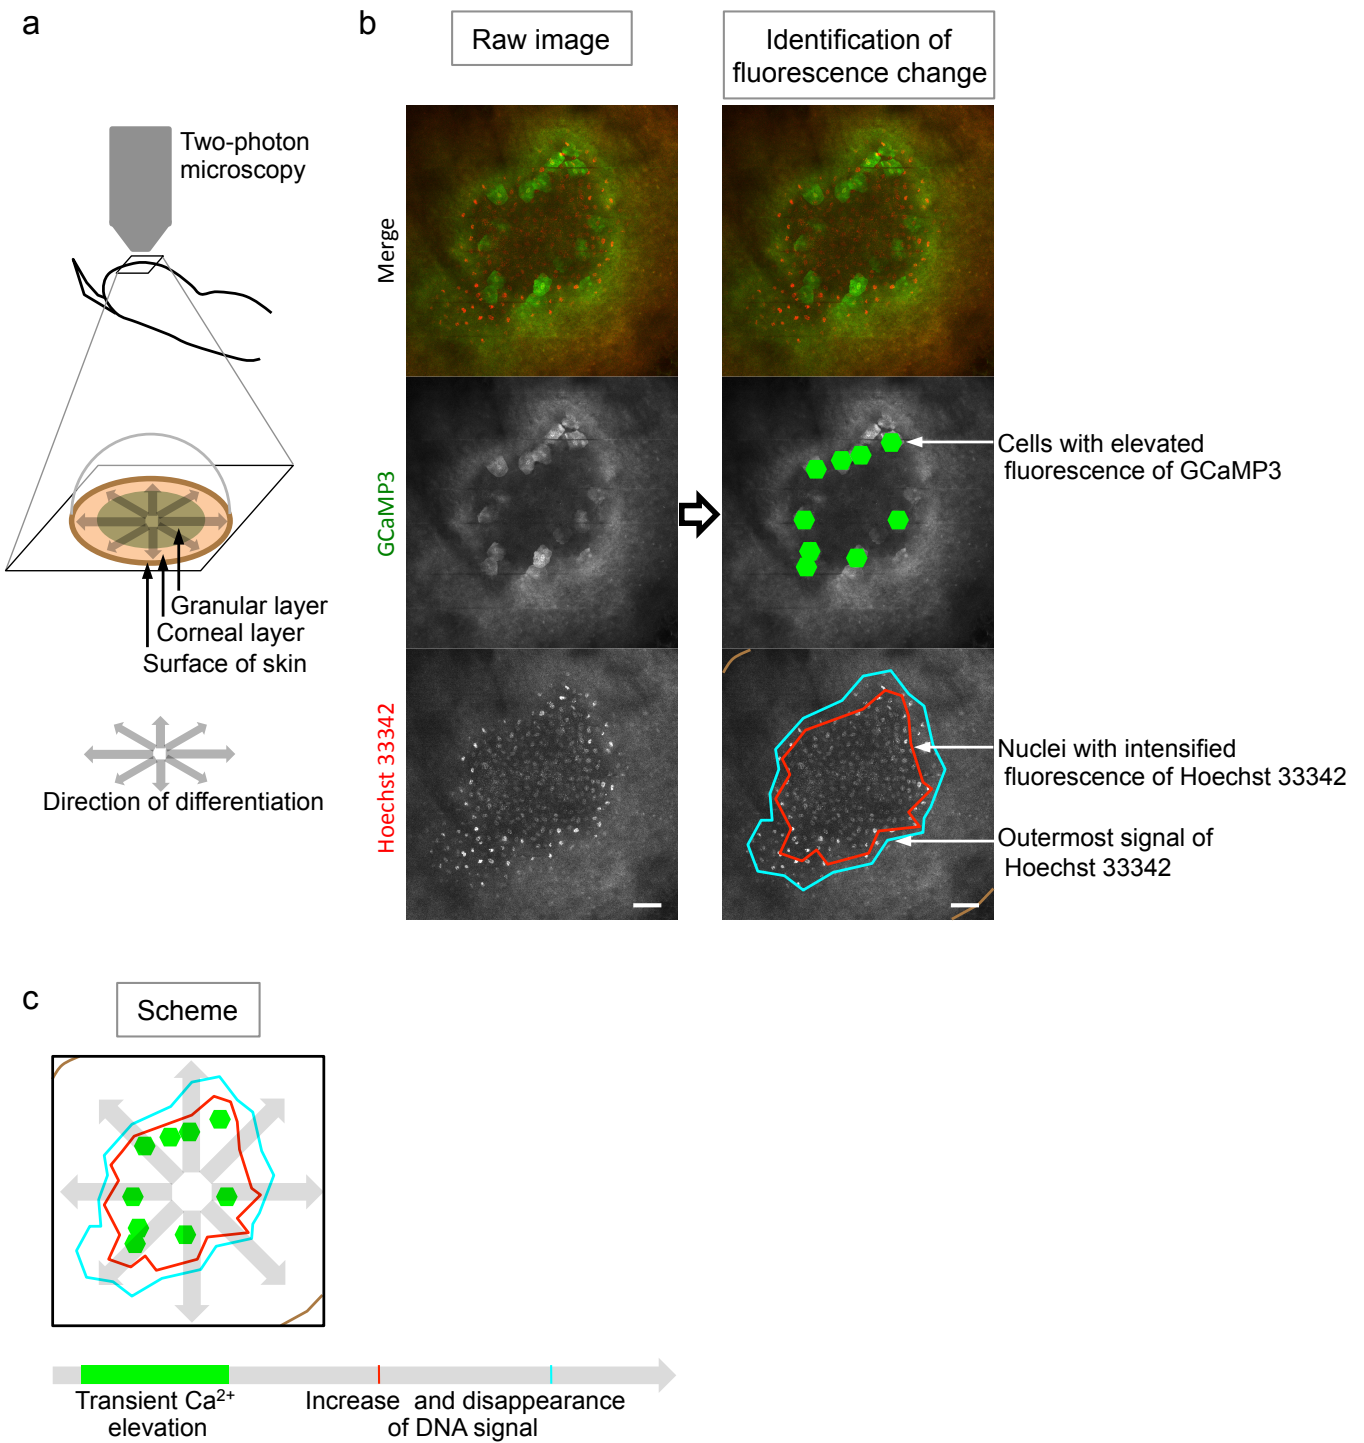 a
Two-photon
microscopy
Granular layer
Corneal layer
Surface of skin
Direction of differentiation
b
Raw image
Identification of
fluorescence change
Merge
GCaMP3
Hoechst 33342
Cells with elevated
fluorescence of GCaMP3
Nuclei with intensified
fluorescence of Hoechst 33342
Outermost signal of
Hoechst 33342
c
Scheme
Transient Ca²⁺
elevation
Increase and disappearance
of DNA signal